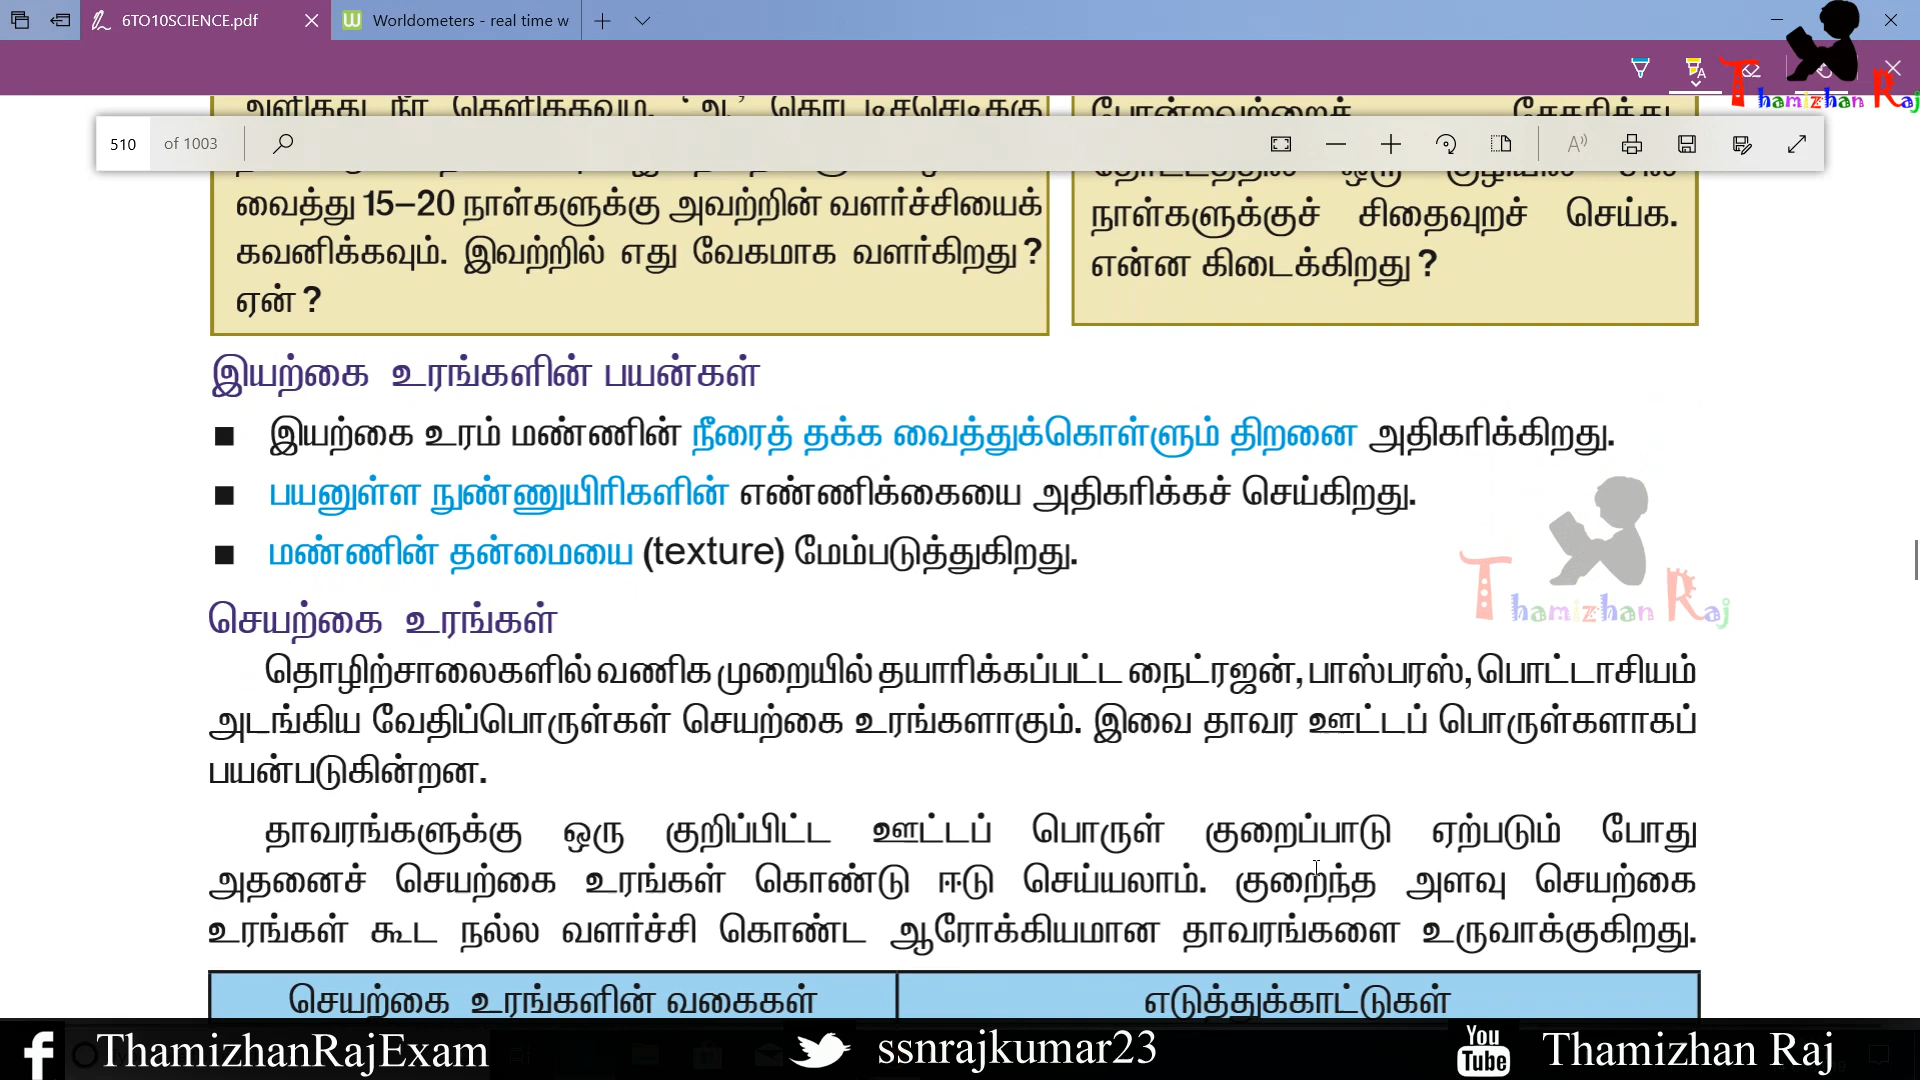 6TO10SCIENCE.pdf
Worldometers - real time w
510 of 1003
வைத்து 15–20 நாள்களுக்கு அவற்றின் வளர்ச்சியைக்
கவனிக்கவும். இவற்றில் எது வேகமாக வளர்கிறது?
ஏன்?
நாள்களுக்குச் சிதைவுறச் செய்க.
என்ன கிடைக்கிறது?
இயற்கை உரங்களின் பயன்கள்
■ இயற்கை உரம் மண்ணின் நீரைத் தக்க வைத்துக்கொள்ளும் திறனை அதிகரிக்கிறது.
■ பயனுள்ள நுண்ணுயிரிகளின் எண்ணிக்கையை அதிகரிக்கச் செய்கிறது.
■ மண்ணின் தன்மையை (texture) மேம்படுத்துகிறது.
Thamizhan Raj
செயற்கை உரங்கள்
தொழிற்சாலைகளில் வணிக முறையில் தயாரிக்கப்பட்ட நைட்ரஜன், பாஸ்பரஸ், பொட்டாசியம்
அடங்கிய வேதிப்பொருள்கள் செயற்கை உரங்களாகும். இவை தாவர ஊட்டப் பொருள்களாகப்
பயன்படுகின்றன.
தாவரங்களுக்கு ஒரு குறிப்பிட்ட ஊட்டப் பொருள் குறைப்பாடு ஏற்படும் போது
அதனைச் செயற்கை உரங்கள் கொண்டு ஈடு செய்யலாம். குறைந்த அளவு செயற்கை
உரங்கள் கூட நல்ல வளர்ச்சி கொண்ட ஆரோக்கியமான தாவரங்களை உருவாக்குகிறது.
செயற்கை உரங்களின் வகைகள்
எடுத்துக்காட்டுகள்
Thamizhan Raj
ThamizhanRajExam
ssnrajkumar23
You Tube
Thamizhan Raj